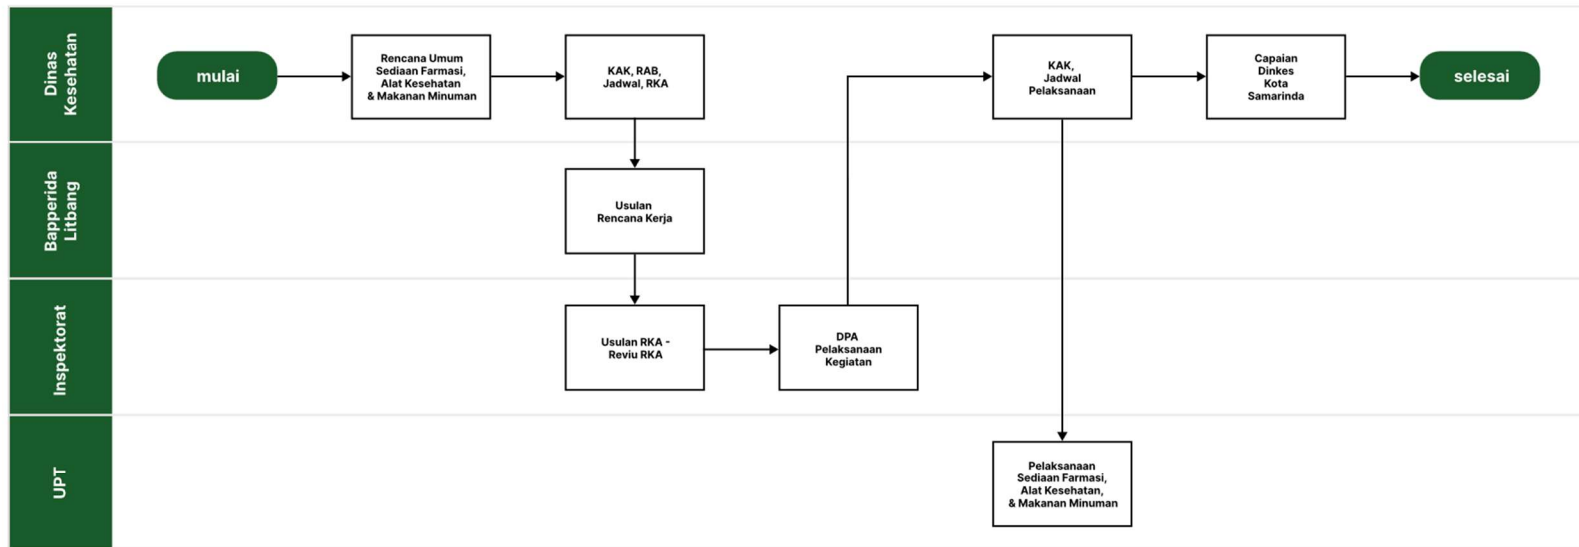 Dinas
Kesehatan
mulai
Rencana Umum
Sediaan Farmasi,
Alat Kesehatan
& Makanan Minuman
KAK, RAB,
Jadwal, RKA
KAK,
Jadwal
Pelaksanaan
Capaian
Dinkes
Kota
Samarinda
selesai
Bapperida
Litbang
Usulan
Rencana Kerja
Inspektorat
Usulan RKA -
Reviu RKA
DPA
Pelaksanaan
Kegiatan
UPT
Pelaksanaan
Sediaan Farmasi,
Alat Kesehatan,
& Makanan Minuman